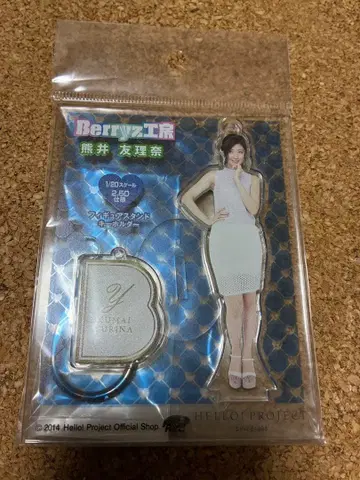 Berryz工房
熊井 友理奈
1/20スケール
2.60
仕様
フィギュアスタンド
キーホルダー
Y
KUMAI
YURINA
HELLO! PROJECT
© 2014 Hello! Project Official Shop